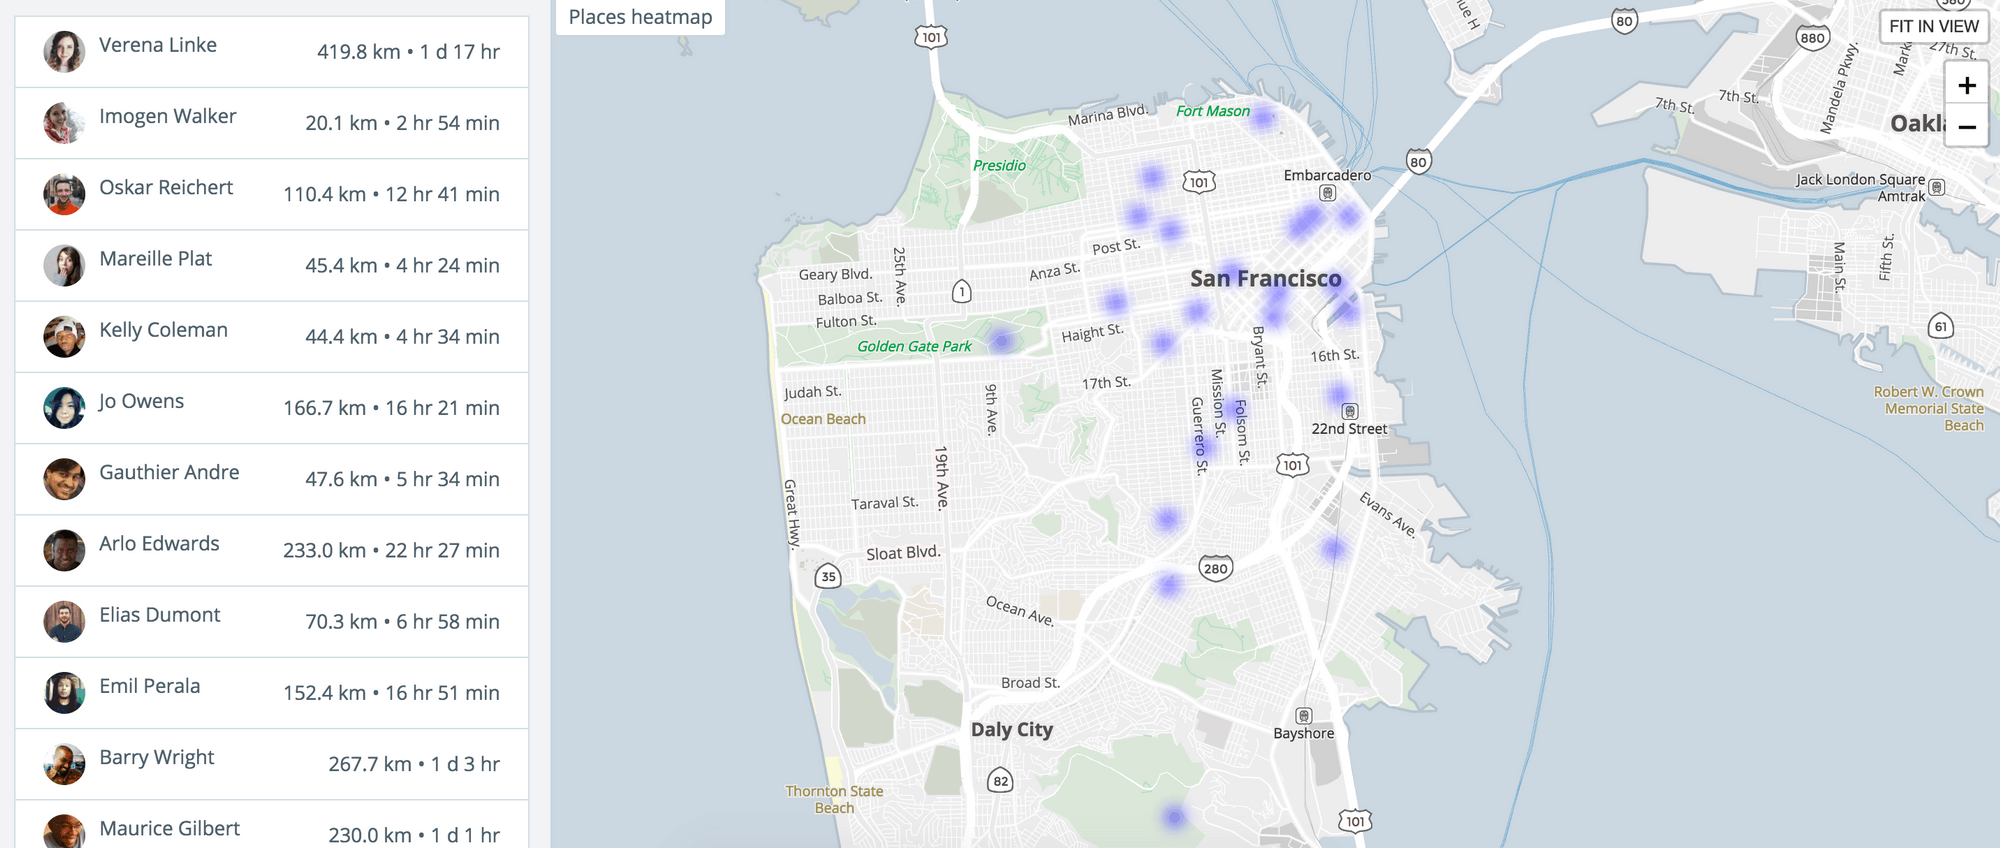 Verena Linke
419.8 km • 1 d 17 hr
Imogen Walker
20.1 km • 2 hr 54 min
Oskar Reichert
110.4 km • 12 hr 41 min
Mareille Plat
45.4 km • 4 hr 24 min
Kelly Coleman
44.4 km • 4 hr 34 min
Jo Owens
166.7 km • 16 hr 21 min
Gauthier Andre
47.6 km • 5 hr 34 min
Arlo Edwards
233.0 km • 22 hr 27 min
Elias Dumont
70.3 km • 6 hr 58 min
Emil Perala
152.4 km • 16 hr 51 min
Barry Wright
267.7 km • 1 d 3 hr
Maurice Gilbert
230.0 km • 1 d 1 hr
Places heatmap
FIT IN VIEW
+
−
101
80
880
580
27th St.
Mandela Pkwy.
7th St.
7th St.
Marina Blvd.
Fort Mason
Presidio
101
80
Embarcadero
Jack London Square
Amtrak
Post St.
Anza St.
Geary Blvd.
25th Ave.
Balboa St.
Fulton St.
1
San Francisco
Main St.
Fifth St.
61
Golden Gate Park
Haight St.
Bryant St.
16th St.
Judah St.
Ocean Beach
9th Ave.
17th St.
Mission St.
Guerrero St.
Folsom St.
22nd Street
Robert W. Crown
Memorial State
Beach
101
19th Ave.
Great Hwy.
Taraval St.
Evans Ave.
Sloat Blvd.
35
280
Ocean Ave.
Broad St.
Daly City
Bayshore
82
Thornton State
Beach
101